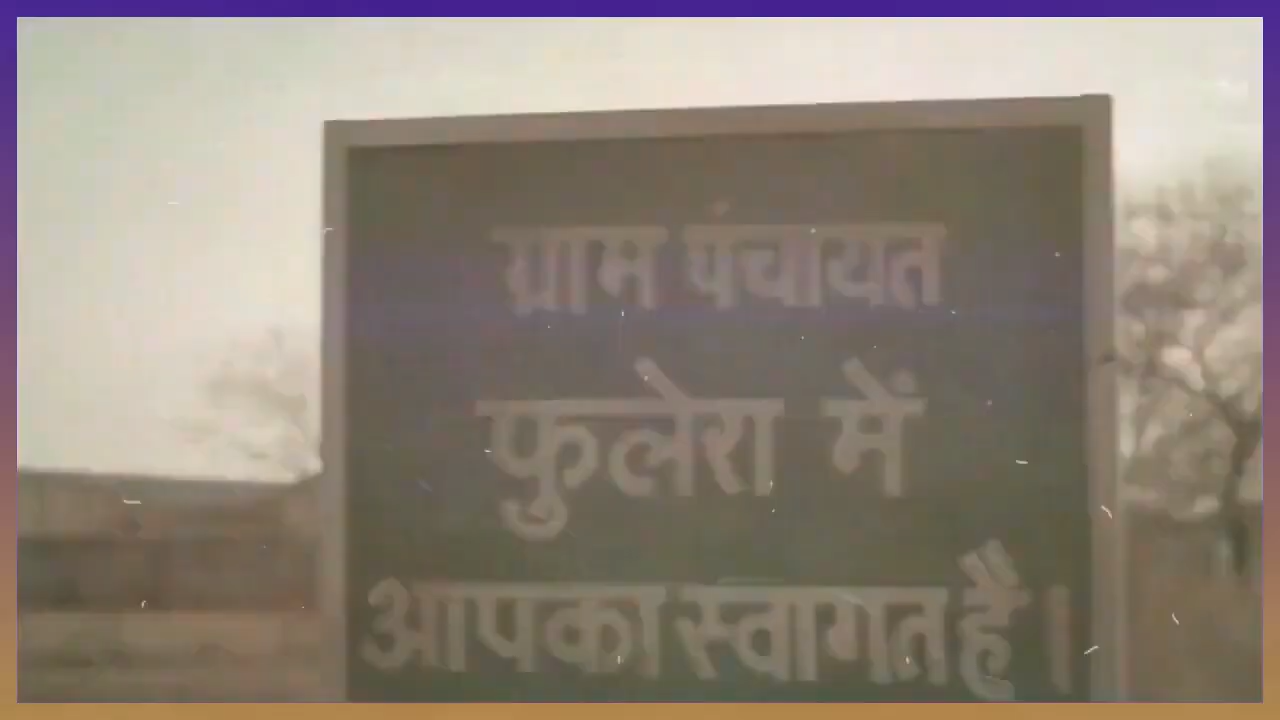 ग्राम पंचायत
फुलेरा में
आपका स्वागत हैं।